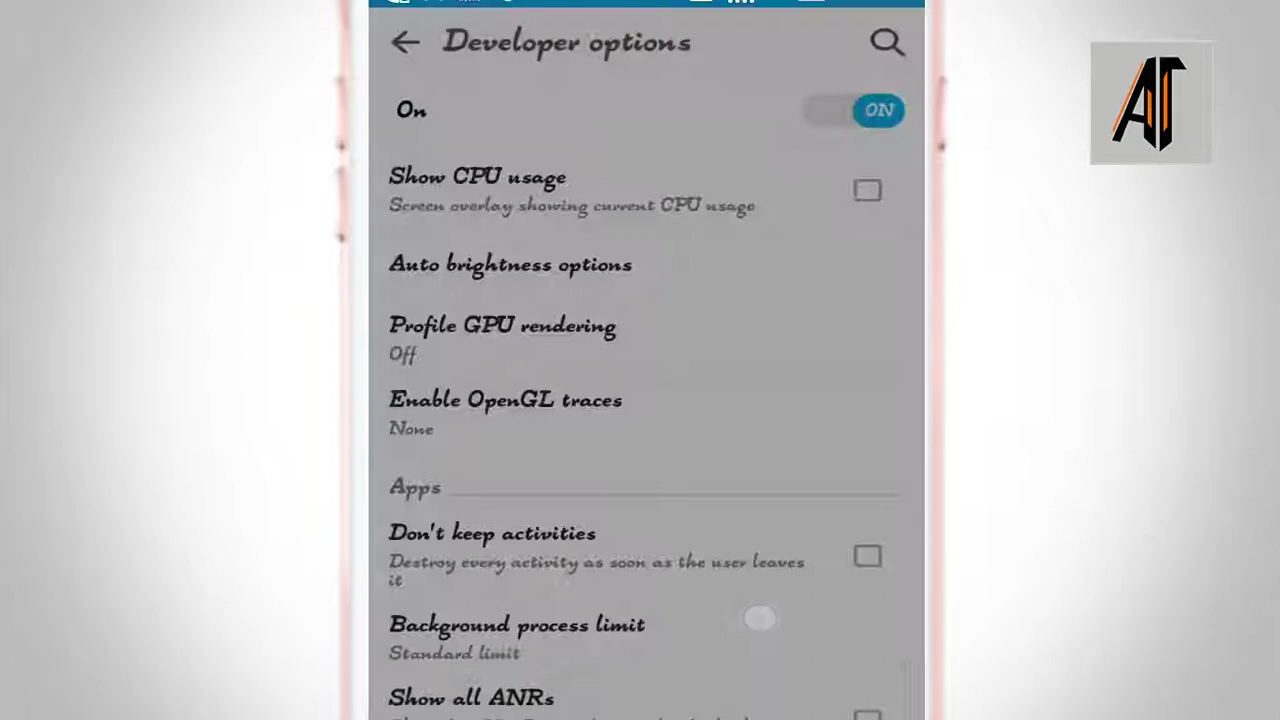 Developer options
On
ON
Show CPU usage
Screen overlay showing current CPU usage
Auto brightness options
Profile GPU rendering
Off
Enable OpenGL traces
None
Apps
Don't keep activities
Destroy every activity as soon as the user leaves
it
Background process limit
Standard limit
Show all ANRs
AT